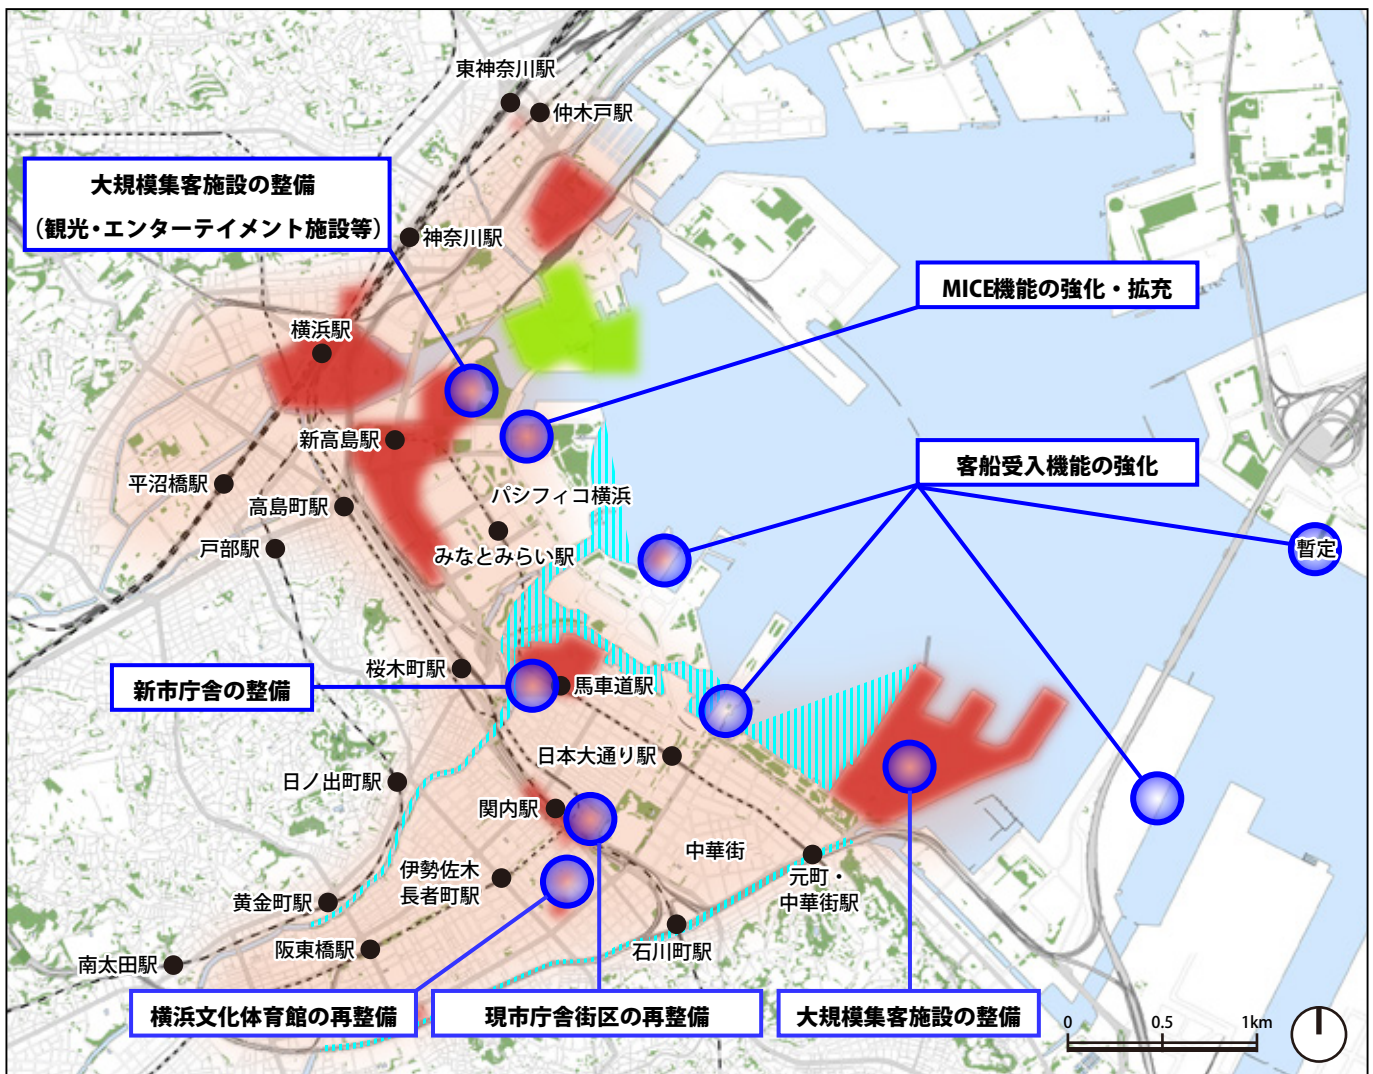 東神奈川駅
仲木戸駅
大規模集客施設の整備
（観光・エンターテイメント施設等）
神奈川駅
MICE機能の強化・拡充
横浜駅
新高島駅
客船受入機能の強化
平沼橋駅
高島町駅
パシフィコ横浜
戸部駅
みなとみらい駅
暫定
桜木町駅
新市庁舎の整備
馬車道駅
日本大通り駅
日ノ出町駅
関内駅
中華街
伊勢佐木
長者町駅
元町・
中華街駅
黄金町駅
阪東橋駅
石川町駅
南太田駅
横浜文化体育館の再整備
現市庁舎街区の再整備
大規模集客施設の整備
0 0.5 1km